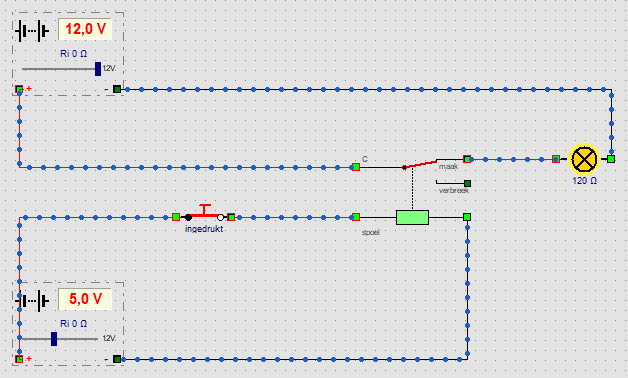 12,0 V
Ri 0 Ω
12V
+ -
C
maak
verbreek
120 Ω
ingedrukt
spoel
5,0 V
Ri 0 Ω
12V
+ -